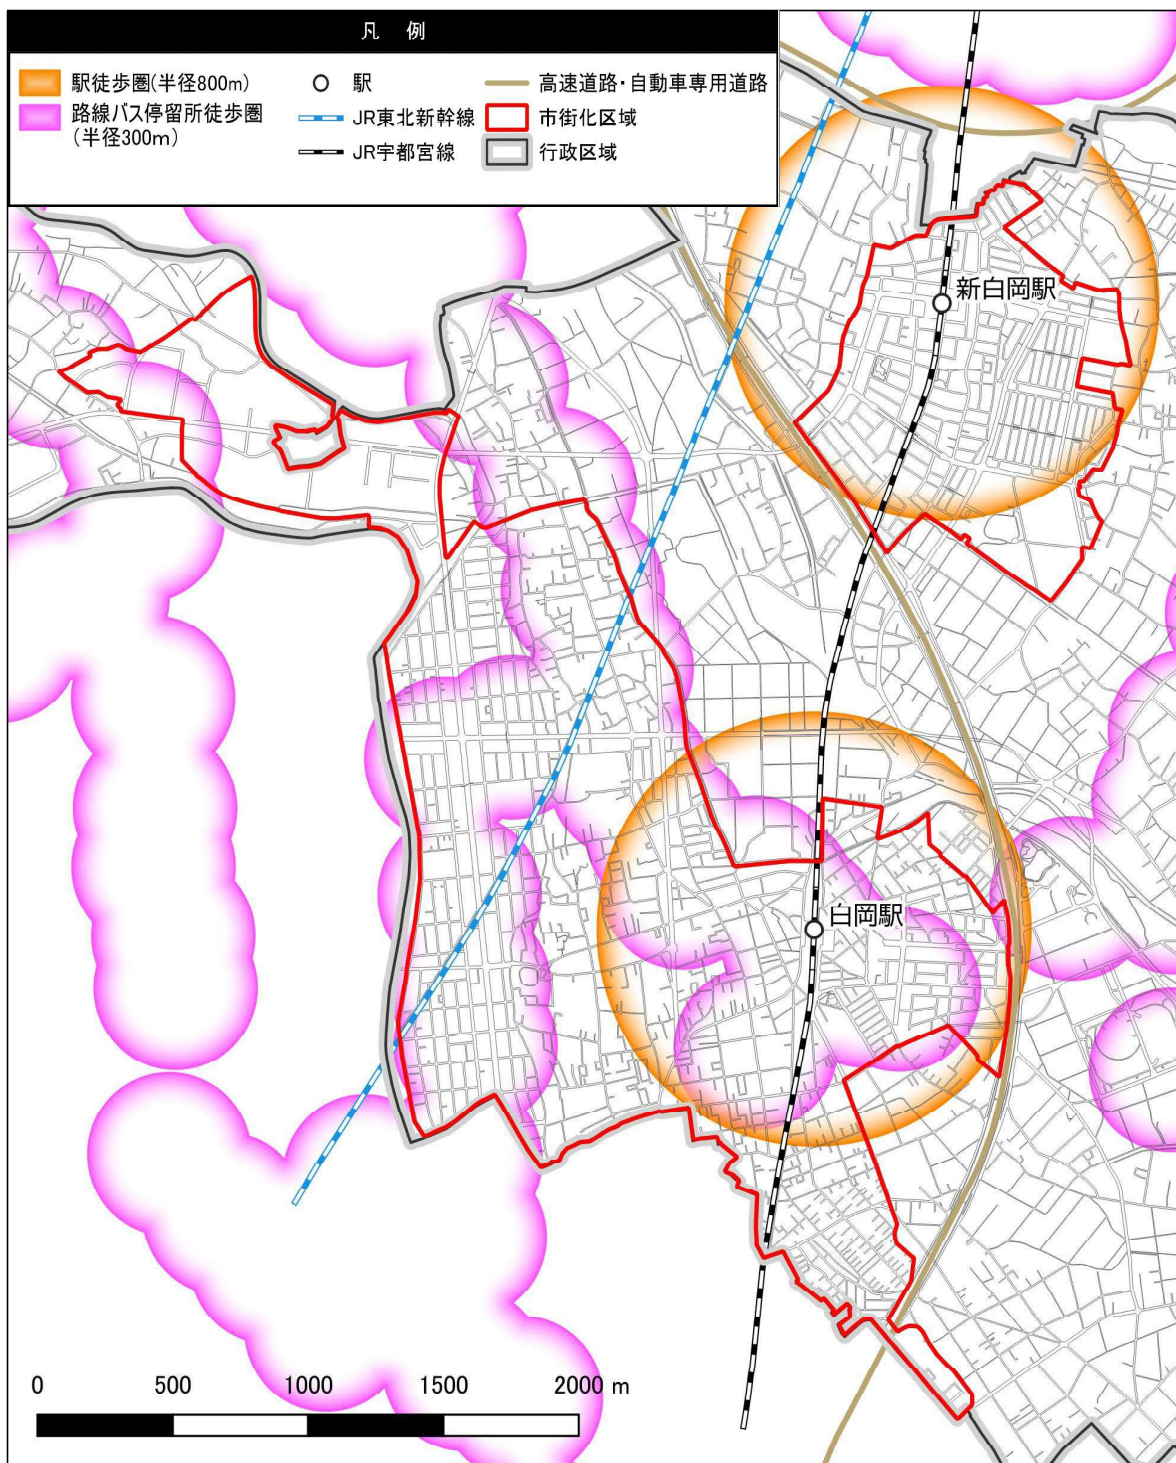 凡 例
駅徒歩圏(半径800m)
路線バス停留所徒歩圏
(半径300m)
駅
JR東北新幹線
JR宇都宮線
高速道路・自動車専用道路
市街化区域
行政区域
新白岡駅
白岡駅
0 500 1000 1500 2000 m